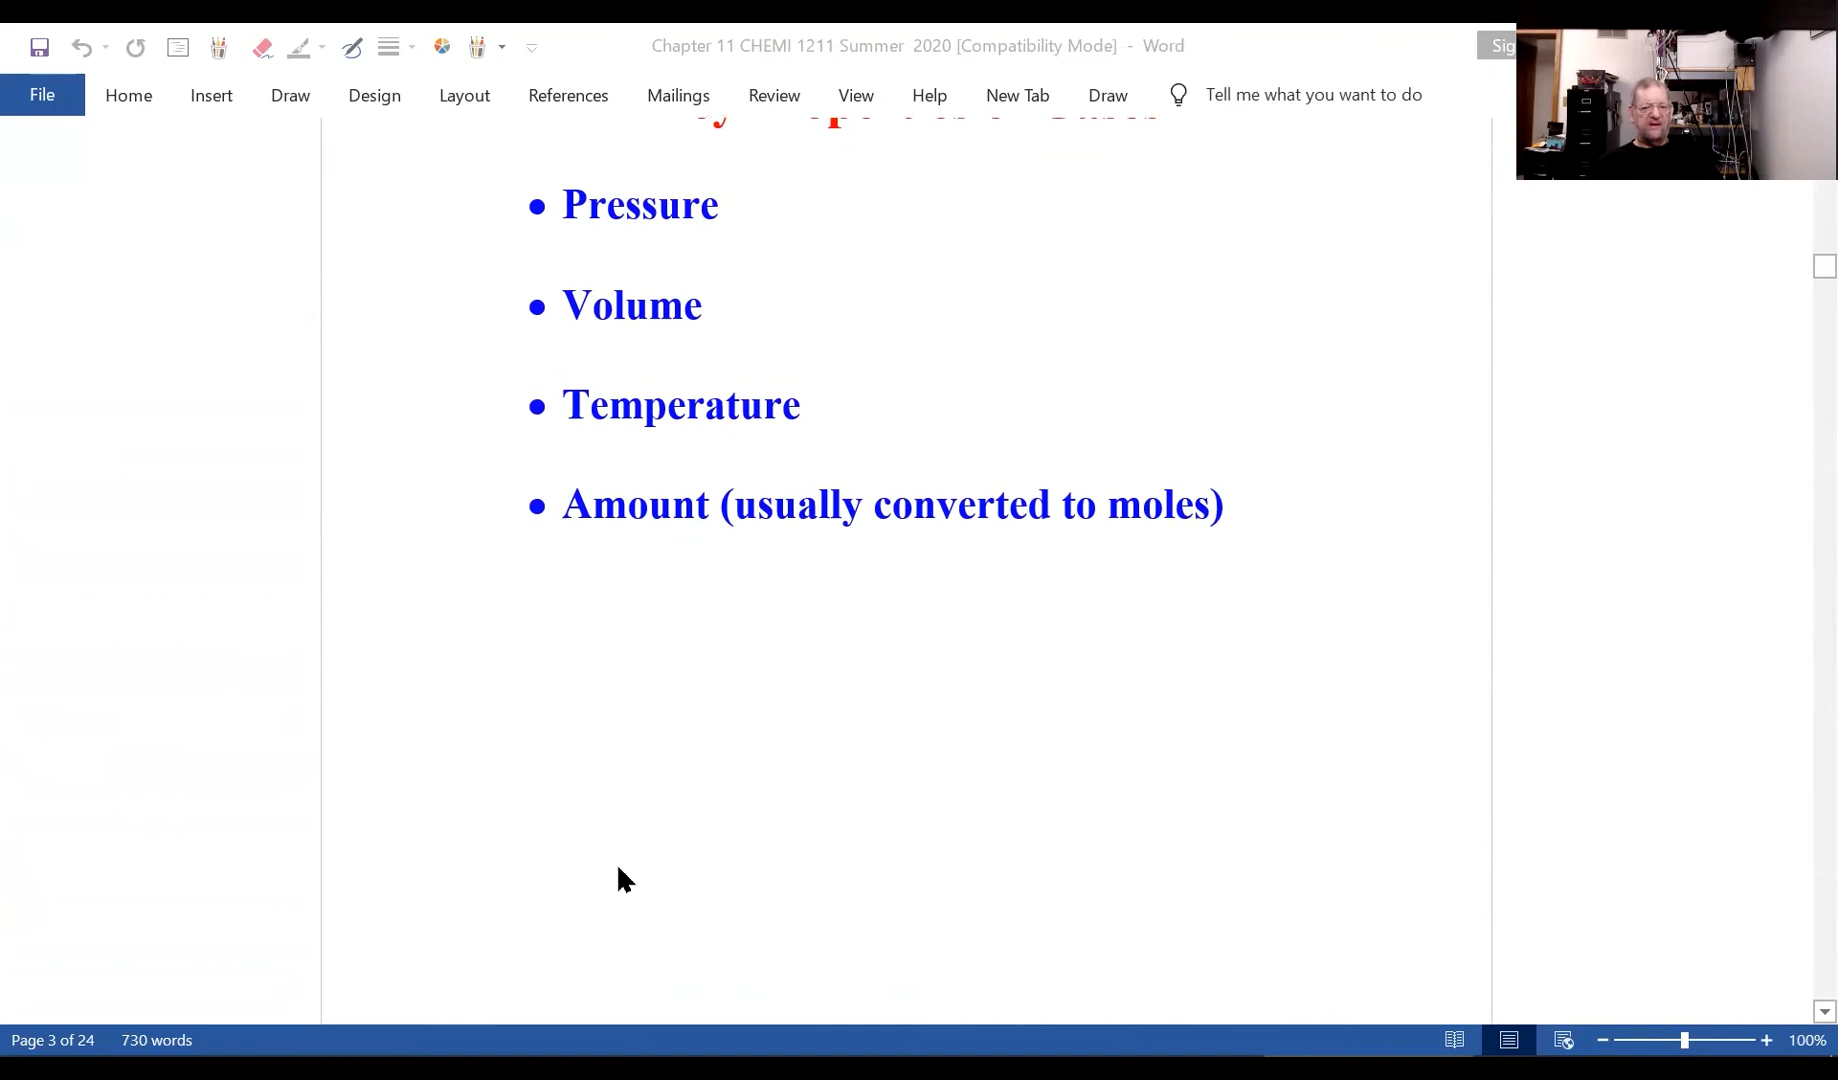 Chapter 11 CHEMI 1211 Summer 2020 [Compatibility Mode] - Word
Sig
File Home Insert Draw Design Layout References Mailings Review View Help New Tab Draw Tell me what you want to do
• Pressure
• Volume
• Temperature
• Amount (usually converted to moles)
Page 3 of 24 730 words 100%